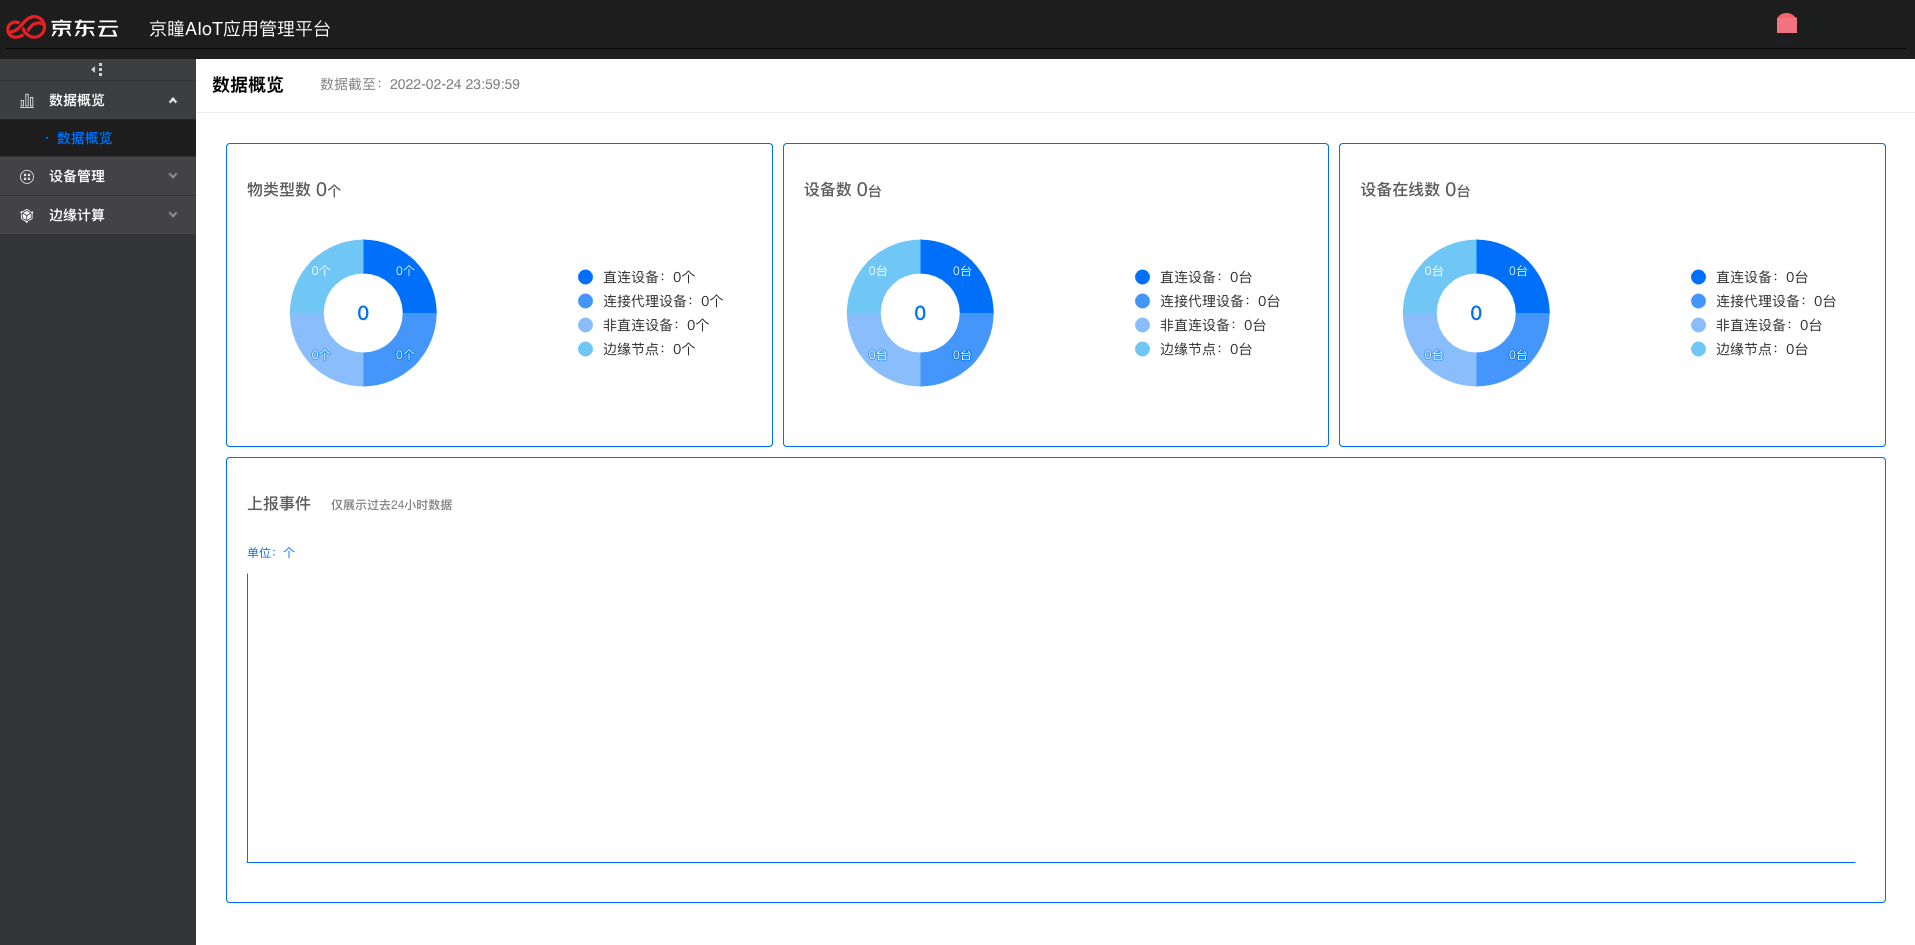 京东云
京瞳AIoT应用管理平台
数据概览
数据概览
设备管理
边缘计算
数据概览 数据截至：2022-02-24 23:59:59
物类型数 0个
0个 0个
0
0个 0个
直连设备：0个
连接代理设备：0个
非直连设备：0个
边缘节点：0个
设备数 0台
0台 0台
0
0台 0台
直连设备：0台
连接代理设备：0台
非直连设备：0台
边缘节点：0台
设备在线数 0台
0台 0台
0
0台 0台
直连设备：0台
连接代理设备：0台
非直连设备：0台
边缘节点：0台
上报事件 仅展示过去24小时数据
单位：个